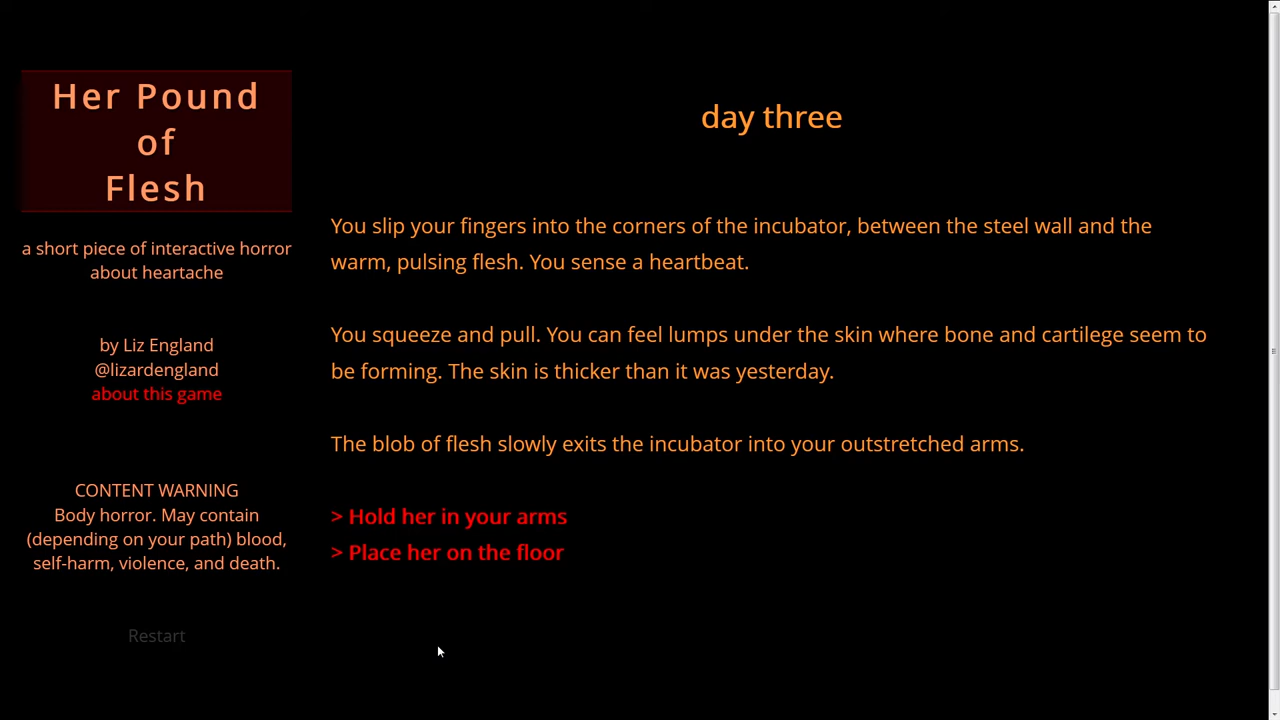 Her Pound
of
Flesh
a short piece of interactive horror
about heartache
by Liz England
@lizardengland
about this game
CONTENT WARNING
Body horror. May contain
(depending on your path) blood,
self-harm, violence, and death.
Restart
day three
You slip your fingers into the corners of the incubator, between the steel wall and the
warm, pulsing flesh. You sense a heartbeat.
You squeeze and pull. You can feel lumps under the skin where bone and cartilege seem to
be forming. The skin is thicker than it was yesterday.
The blob of flesh slowly exits the incubator into your outstretched arms.
> Hold her in your arms
> Place her on the floor